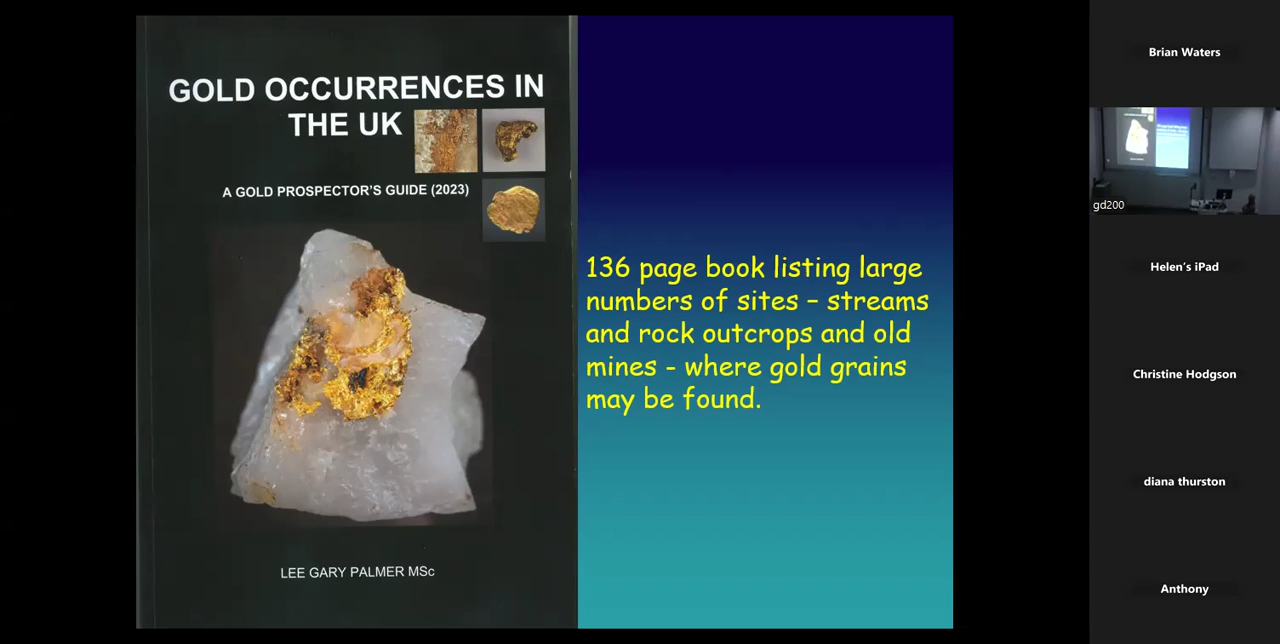 GOLD OCCURRENCES IN
THE UK
A GOLD PROSPECTOR'S GUIDE (2023)
LEE GARY PALMER MSc
136 page book listing large
numbers of sites – streams
and rock outcrops and old
mines - where gold grains
may be found.
Brian Waters
gd200
Helen's iPad
Christine Hodgson
diana thurston
Anthony